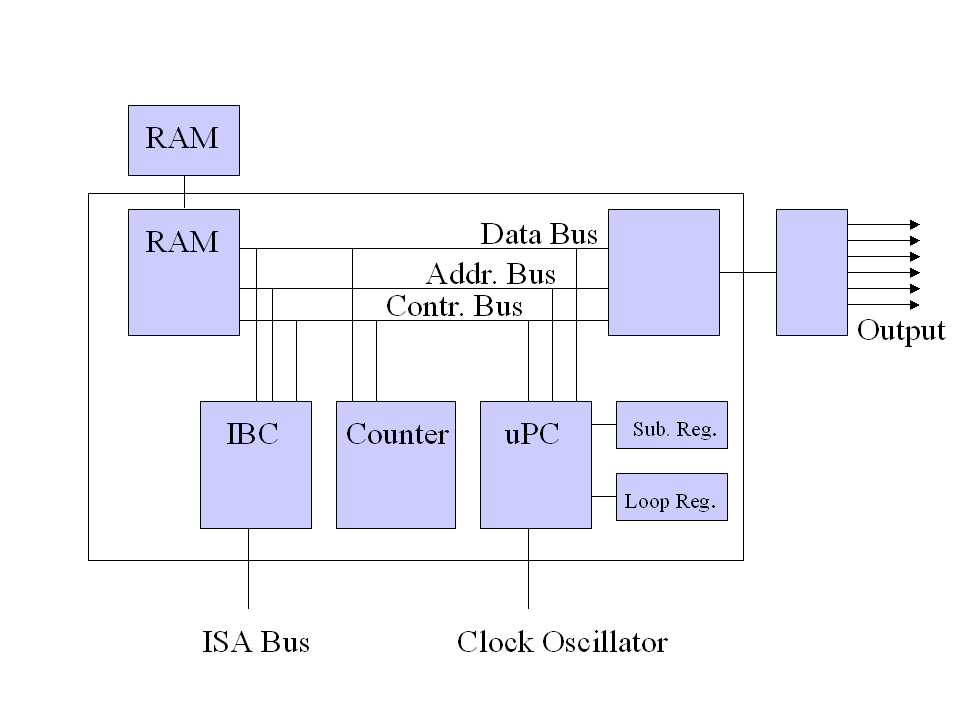 RAM
RAM
Data Bus
Addr. Bus
Contr. Bus
Output
IBC
Counter
uPC
Sub. Reg.
Loop Reg.
ISA Bus
Clock Oscillator